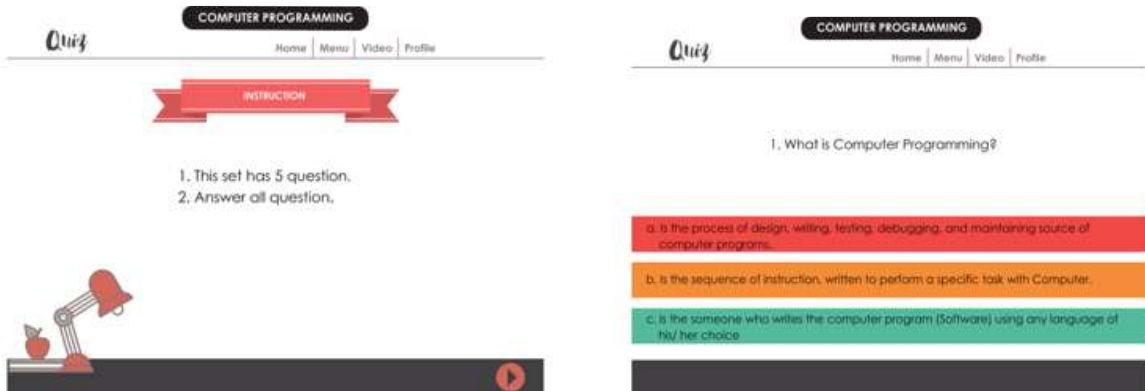 COMPUTER PROGRAMMING
Quiz
Home | Menu | Video | Profile
INSTRUCTION
1. This set has 5 question.
2. Answer all question.
COMPUTER PROGRAMMING
Quiz
Home | Menu | Video | Profile
1. What is Computer Programming?
a. Is the process of design, writing, testing, debugging, and maintaining source of
computer programs.
b. Is the sequence of instruction, written to perform a specific task with Computer.
c. Is the someone who writes the computer program (Software) using any language of
his/ her choice